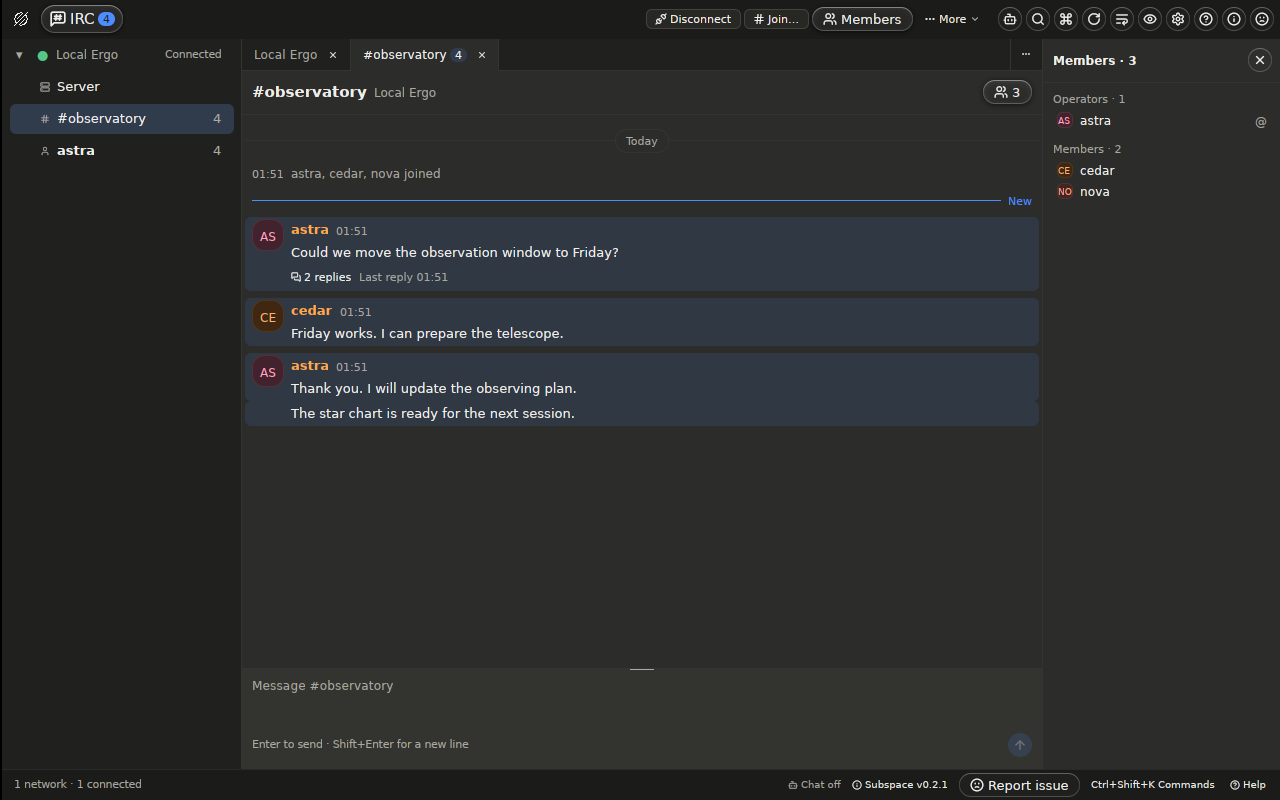 IRC 4
Disconnect
Join...
Members
More
Local Ergo Connected
Server
#observatory 4
astra 4
Local Ergo
#observatory 4
#observatory Local Ergo
3
Today
01:51 astra, cedar, nova joined
New
AS astra 01:51
Could we move the observation window to Friday?
2 replies Last reply 01:51
CE cedar 01:51
Friday works. I can prepare the telescope.
AS astra 01:51
Thank you. I will update the observing plan.
The star chart is ready for the next session.
Message #observatory
Enter to send · Shift+Enter for a new line
Members · 3
Operators · 1
AS astra @
Members · 2
CE cedar
NO nova
1 network · 1 connected
Chat off
Subspace v0.2.1
Report issue
Ctrl+Shift+K Commands
Help